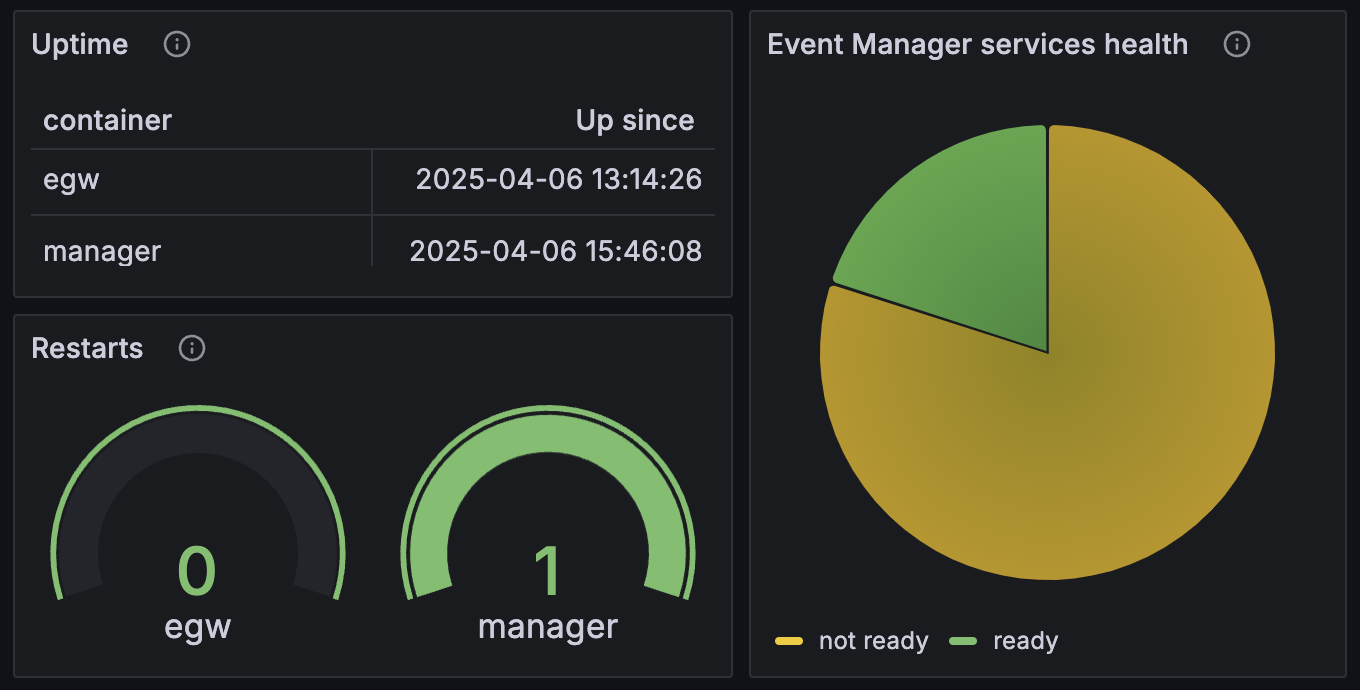 Uptime
container Up since
egw 2025-04-06 13:14:26
manager 2025-04-06 15:46:08
Restarts
0 1
egw manager
Event Manager services health
not ready ready